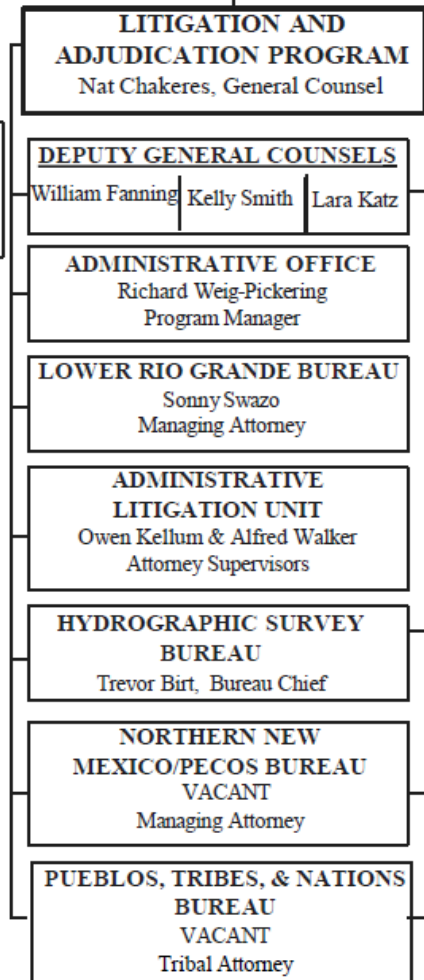 LITIGATION AND
ADJUDICATION PROGRAM
Nat Chakeres, General Counsel
DEPUTY GENERAL COUNSELS
William Fanning Kelly Smith Lara Katz
ADMINISTRATIVE OFFICE
Richard Weig-Pickering
Program Manager
LOWER RIO GRANDE BUREAU
Sonny Swazo
Managing Attorney
ADMINISTRATIVE
LITIGATION UNIT
Owen Kellum & Alfred Walker
Attorney Supervisors
HYDROGRAPHIC SURVEY
BUREAU
Trevor Birt, Bureau Chief
NORTHERN NEW
MEXICO/PECOS BUREAU
VACANT
Managing Attorney
PUEBLOS, TRIBES, & NATIONS
BUREAU
VACANT
Tribal Attorney